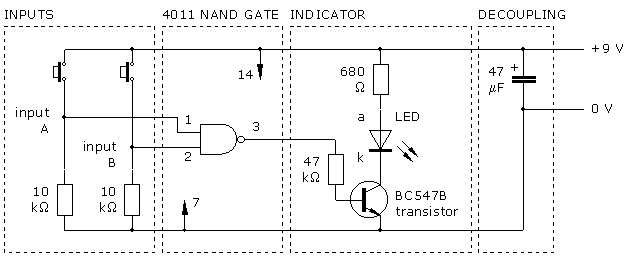 INPUTS
4011 NAND GATE
INDICATOR
DECOUPLING
+9 V
14
680
Ω
47
µF
+
0 V
input
A
1
a
LED
3
input
B
2
k
47
kΩ
10
kΩ
10
kΩ
7
BC547B
transistor